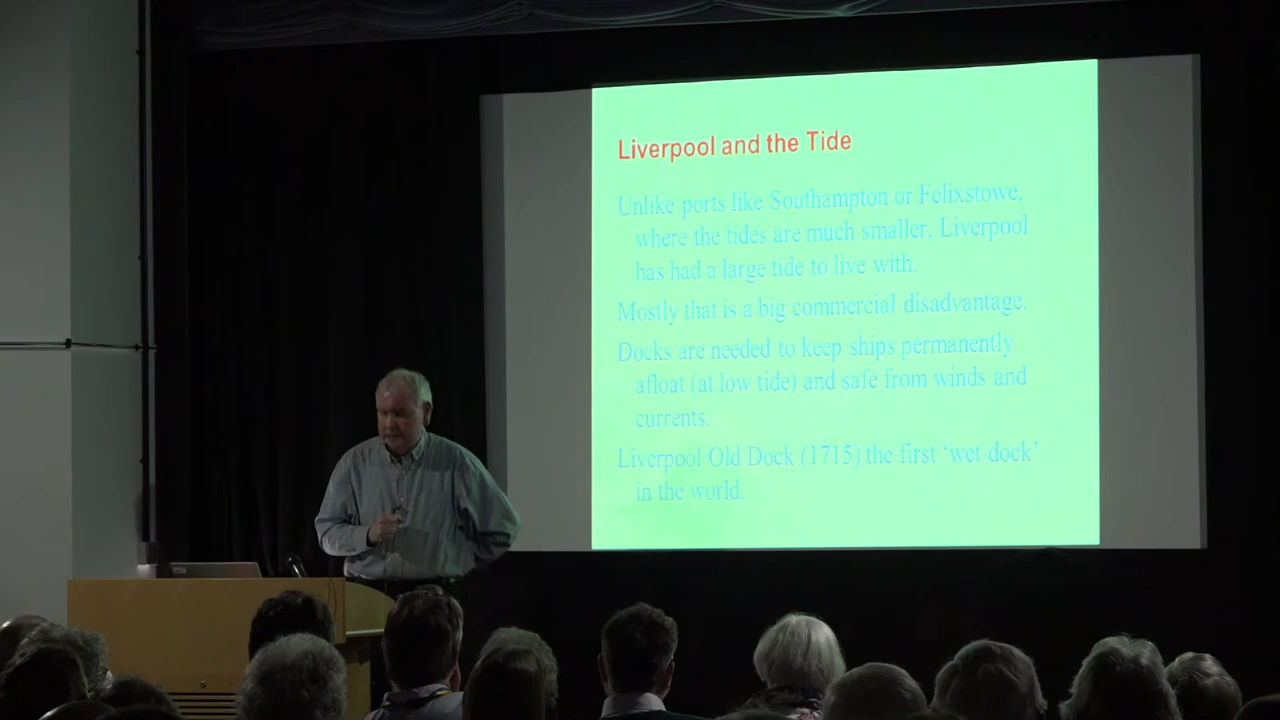 Liverpool and the Tide
Unlike ports like Southampton or Felixstowe,
where the tides are much smaller, Liverpool
has had a large tide to live with.
Mostly that is a big commercial disadvantage.
Docks are needed to keep ships permanently
afloat (at low tide) and safe from winds and
currents.
Liverpool Old Dock (1715) the first ‘wet dock’
in the world.